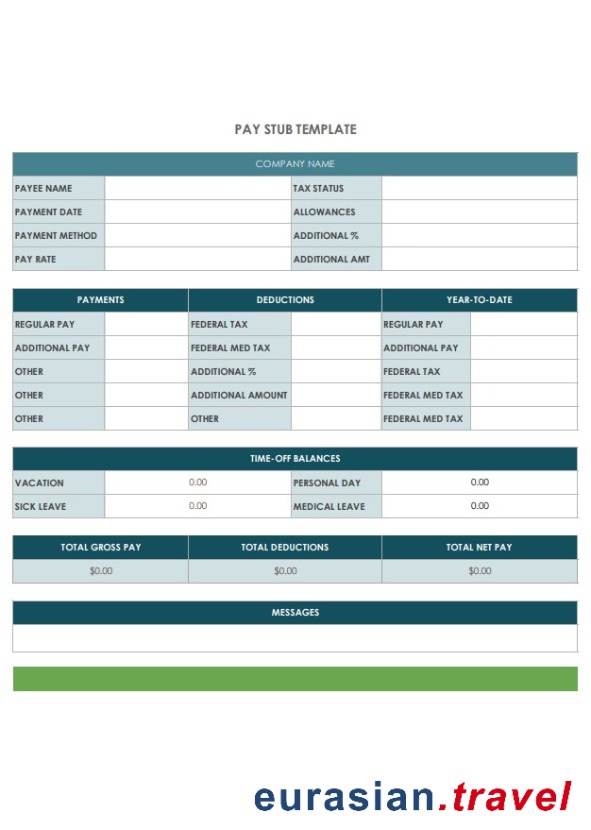 PAY STUB TEMPLATE
COMPANY NAME
PAYEE NAME TAX STATUS
PAYMENT DATE ALLOWANCES
PAYMENT METHOD ADDITIONAL %
PAY RATE ADDITIONAL AMT
PAYMENTS DEDUCTIONS YEAR-TO-DATE
REGULAR PAY FEDERAL TAX REGULAR PAY
ADDITIONAL PAY FEDERAL MED TAX ADDITIONAL PAY
OTHER ADDITIONAL % FEDERAL TAX
OTHER ADDITIONAL AMOUNT FEDERAL MED TAX
OTHER OTHER FEDERAL MED TAX
TIME-OFF BALANCES
VACATION 0.00 PERSONAL DAY 0.00
SICK LEAVE 0.00 MEDICAL LEAVE 0.00
TOTAL GROSS PAY TOTAL DEDUCTIONS TOTAL NET PAY
$0.00 $0.00 $0.00
MESSAGES
eurasian.travel